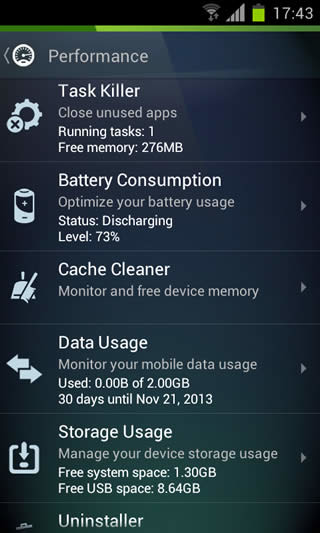 17:43
Performance
Task Killer
Close unused apps
Running tasks: 1
Free memory: 276MB
Battery Consumption
Optimize your battery usage
Status: Discharging
Level: 73%
Cache Cleaner
Monitor and free device memory
Data Usage
Monitor your mobile data usage
Used: 0.00B of 2.00GB
30 days until Nov 21, 2013
Storage Usage
Manage your device storage usage
Free system space: 1.30GB
Free USB space: 8.64GB
Uninstaller